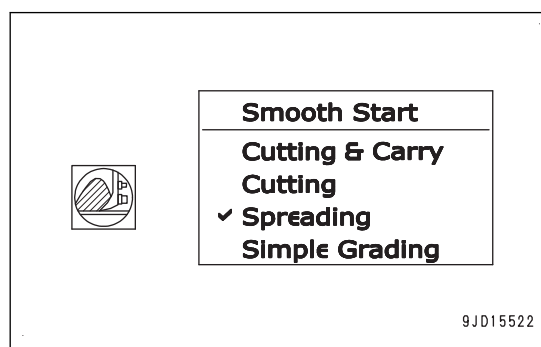 Smooth Start
Cutting & Carry
Cutting
✓ Spreading
Simple Grading
9JD15522